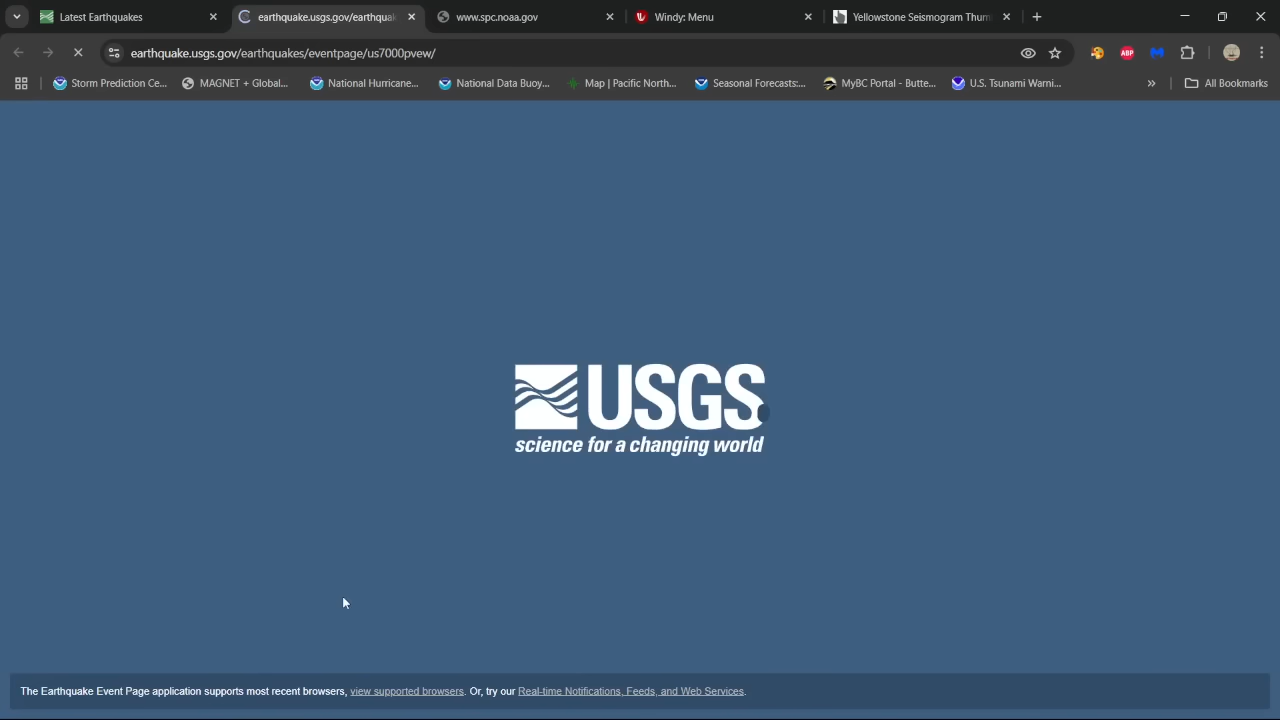 Latest Earthquakes
earthquake.usgs.gov/earthquak
www.spc.noaa.gov
Windy: Menu
Yellowstone Seismogram Thum
earthquake.usgs.gov/earthquakes/eventpage/us7000pvew/
ABP
Storm Prediction Ce...
MAGNET + Global...
National Hurricane...
National Data Buoy...
Map | Pacific North...
Seasonal Forecasts:...
MyBC Portal - Butte...
U.S. Tsunami Warni...
»
All Bookmarks
USGS
science for a changing world
The Earthquake Event Page application supports most recent browsers, view supported browsers. Or, try our Real-time Notifications, Feeds, and Web Services.